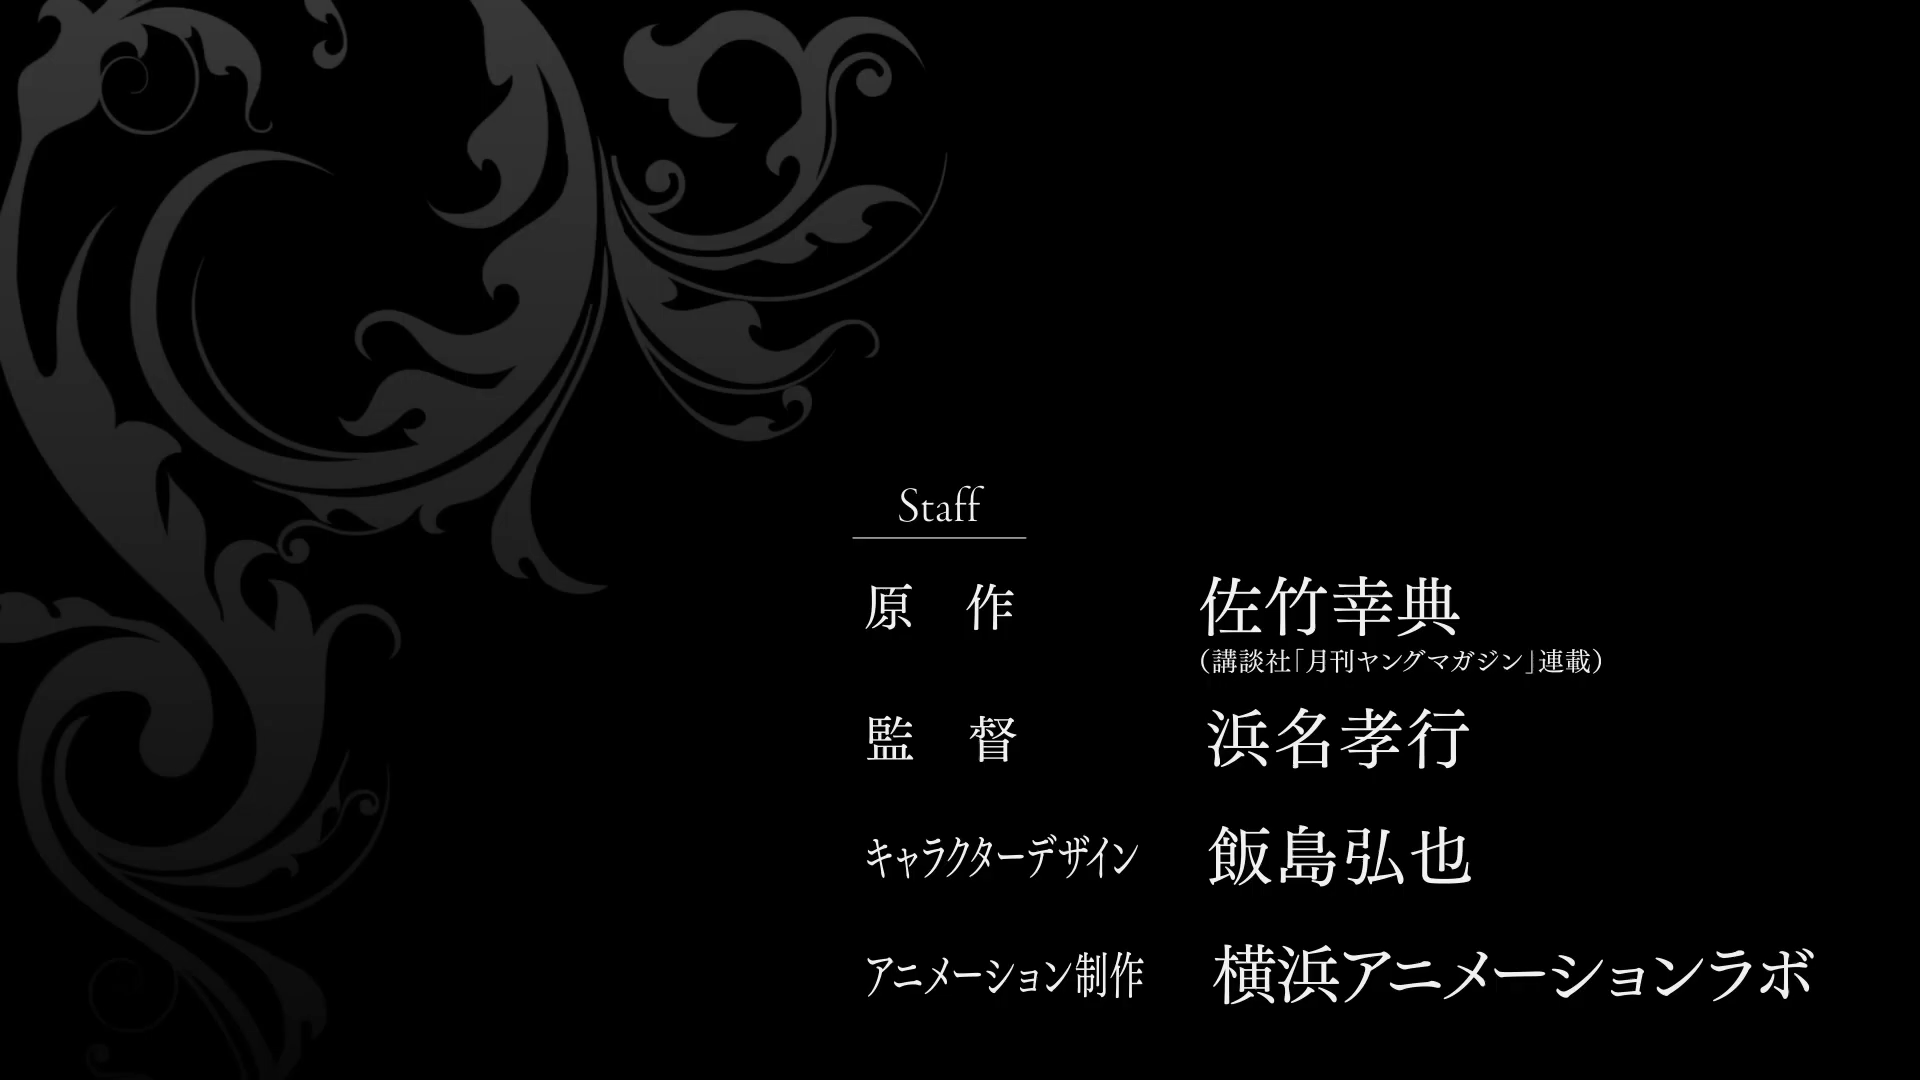 Staff
原 作 佐竹幸典
（講談社「月刊ヤングマガジン」連載）
監 督 浜名孝行
キャラクターデザイン 飯島弘也
アニメーション制作 横浜アニメーションラボ